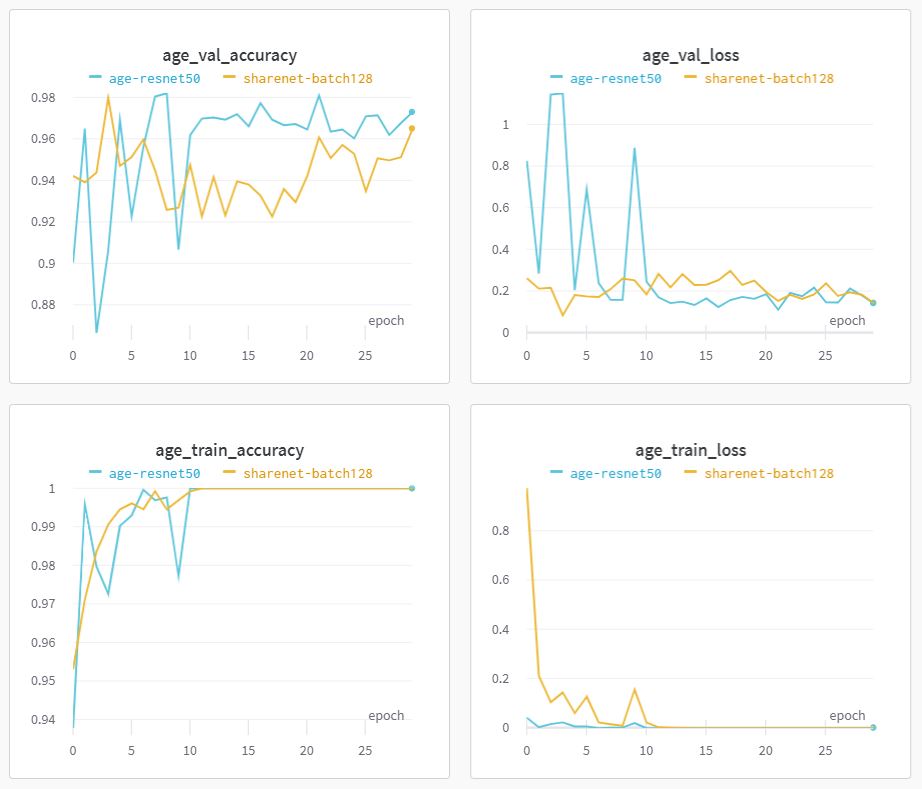 age_val_accuracy
age-resnet50 sharenet-batch128
0.98
0.96
0.94
0.92
0.9
0.88
epoch
0 5 10 15 20 25
age_val_loss
age-resnet50 sharenet-batch128
1
0.8
0.6
0.4
0.2
0
epoch
0 5 10 15 20 25
age_train_accuracy
age-resnet50 sharenet-batch128
1
0.99
0.98
0.97
0.96
0.95
0.94
epoch
0 5 10 15 20 25
age_train_loss
age-resnet50 sharenet-batch128
0.8
0.6
0.4
0.2
0
epoch
0 5 10 15 20 25